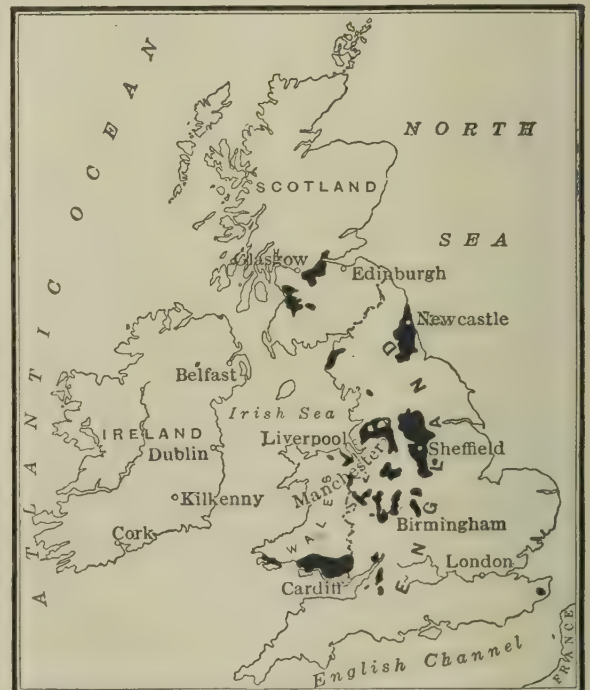 ATLANTIC OCEAN
NORTH
SEA
SCOTLAND
Glasgow
Edinburgh
Newcastle
Belfast
Irish Sea
IRELAND
Liverpool
Dublin
Manchester
Sheffield
ENGLAND
Kilkenny
WALES
Birmingham
Cork
London
Cardiff
English Channel
FRANCE